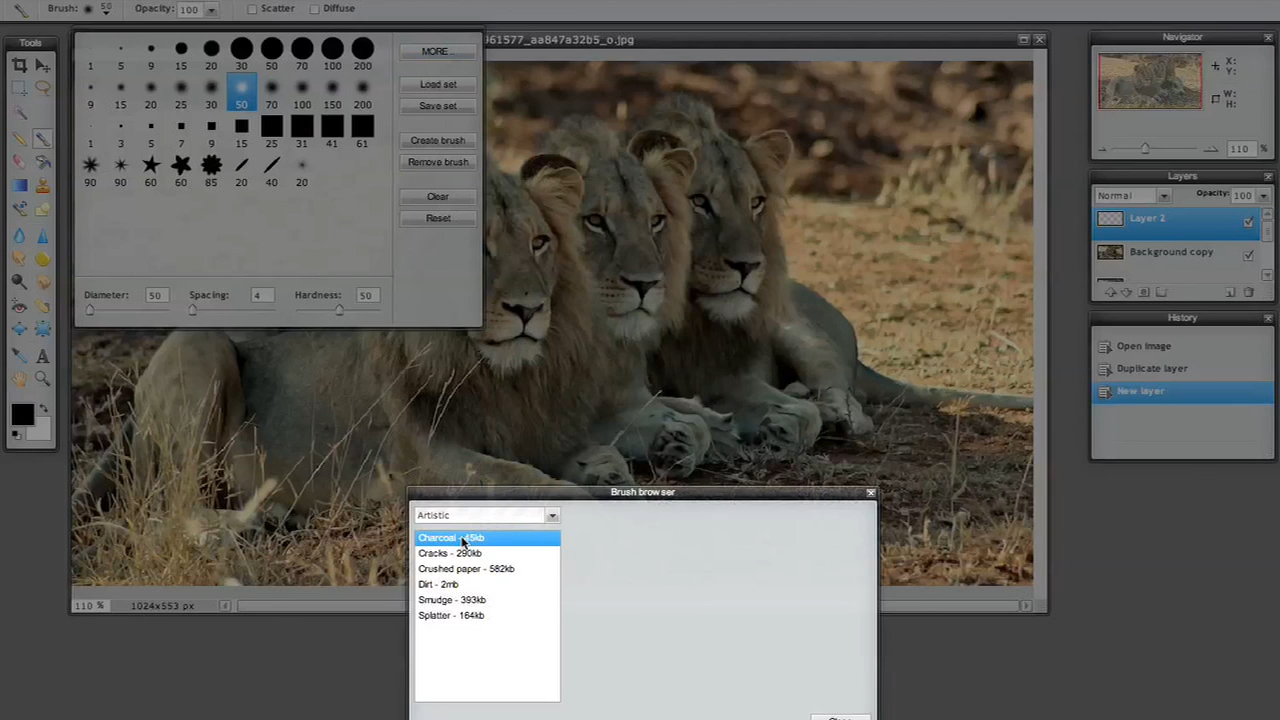 Brush: 50 Opacity: 100 Scatter Diffuse
Tools
961577_aa847a32b5_o.jpg
1 5 9 15 20 30 50 70 100 200
9 15 20 25 30 50 70 100 150 200
1 3 5 7 9 15 25 31 41 61
90 90 60 60 85 20 40 20
MORE...
Load set
Save set
Create brush
Remove brush
Clear
Reset
Diameter: 50 Spacing: 4 Hardness: 50
Navigator
X:
Y:
W:
H:
110 %
Layers
Normal Opacity: 100
Layer 2
Background copy
History
Open image
Duplicate layer
New layer
Brush browser
Artistic
Charcoal - 45kb
Cracks - 290kb
Crushed paper - 582kb
Dirt - 2mb
Smudge - 393kb
Splatter - 164kb
110 % 1024x553 px